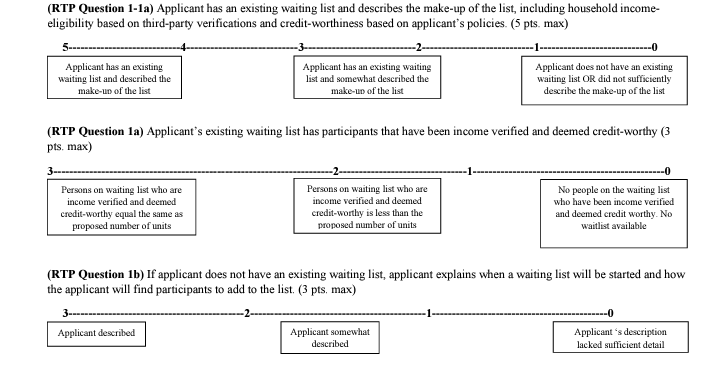 (RTP Question 1-1a) Applicant has an existing waiting list and describes the make-up of the list, including household income-
eligibility based on third-party verifications and credit-worthiness based on applicant's policies. (5 pts. max)
5----------------------------4----------------------------3----------------------------2----------------------------1----------------------------0
Applicant has an existing
waiting list and described the
make-up of the list
Applicant has an existing waiting
list and somewhat described the
make-up of the list
Applicant does not have an existing
waiting list OR did not sufficiently
describe the make-up of the list
(RTP Question 1a) Applicant's existing waiting list has participants that have been income verified and deemed credit-worthy (3
pts. max)
3--------------------------------------------------------------------2--------------------------------1------------------------------------------------0
Persons on waiting list who are
income verified and deemed
credit-worthy equal the same as
proposed number of units
Persons on waiting list who are
income verified and deemed
credit-worthy is less than the
proposed number of units
No people on the waiting list
who have been income verified
and deemed credit worthy. No
waitlist available
(RTP Question 1b) If applicant does not have an existing waiting list, applicant explains when a waiting list will be started and how
the applicant will find participants to add to the list. (3 pts. max)
3-------------------------------------------2-------------------------------------------1-------------------------------------------0
Applicant described
Applicant somewhat
described
Applicant 's description
lacked sufficient detail